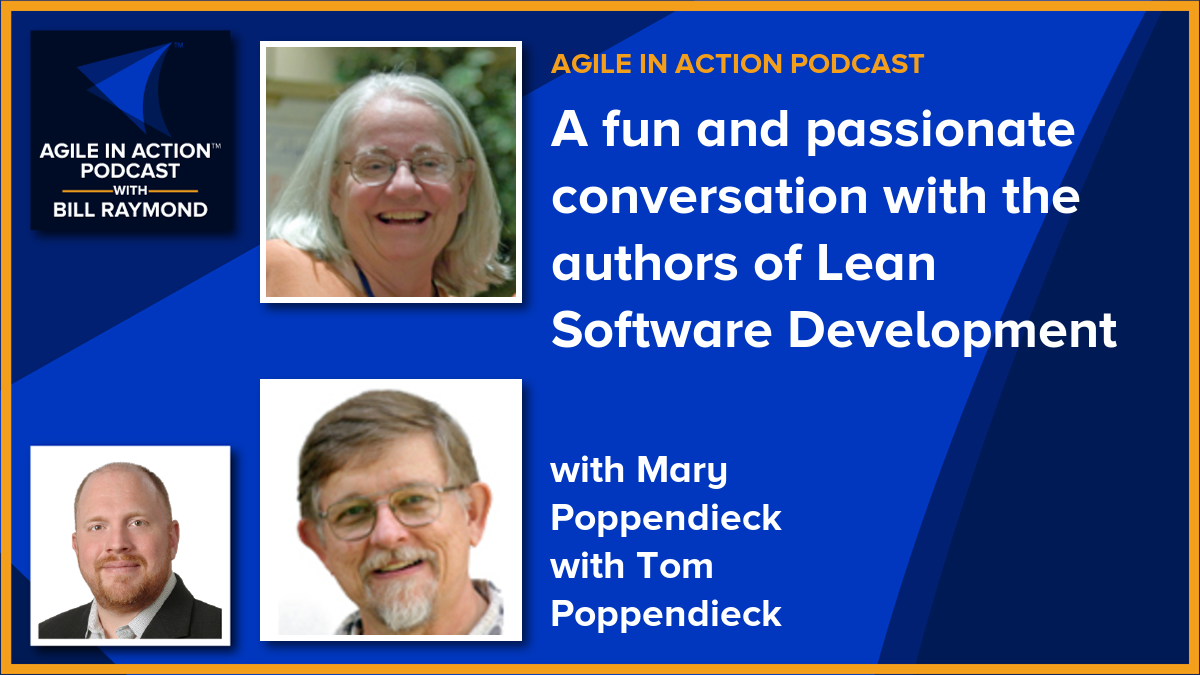 AGILE IN ACTION™
PODCAST
WITH
BILL RAYMOND
AGILE IN ACTION PODCAST
A fun and passionate
conversation with the
authors of Lean
Software Development
with Mary
Poppendieck
with Tom
Poppendieck